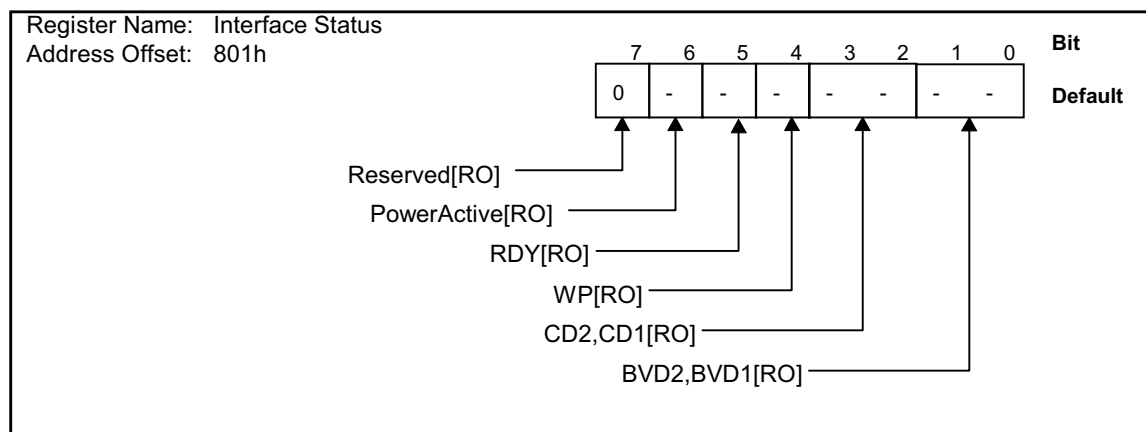 Register Name: Interface Status
Address Offset: 801h
7 6 5 4 3 2 1 0 Bit
0 - - - - - - - Default
Reserved[RO]
PowerActive[RO]
RDY[RO]
WP[RO]
CD2,CD1[RO]
BVD2,BVD1[RO]